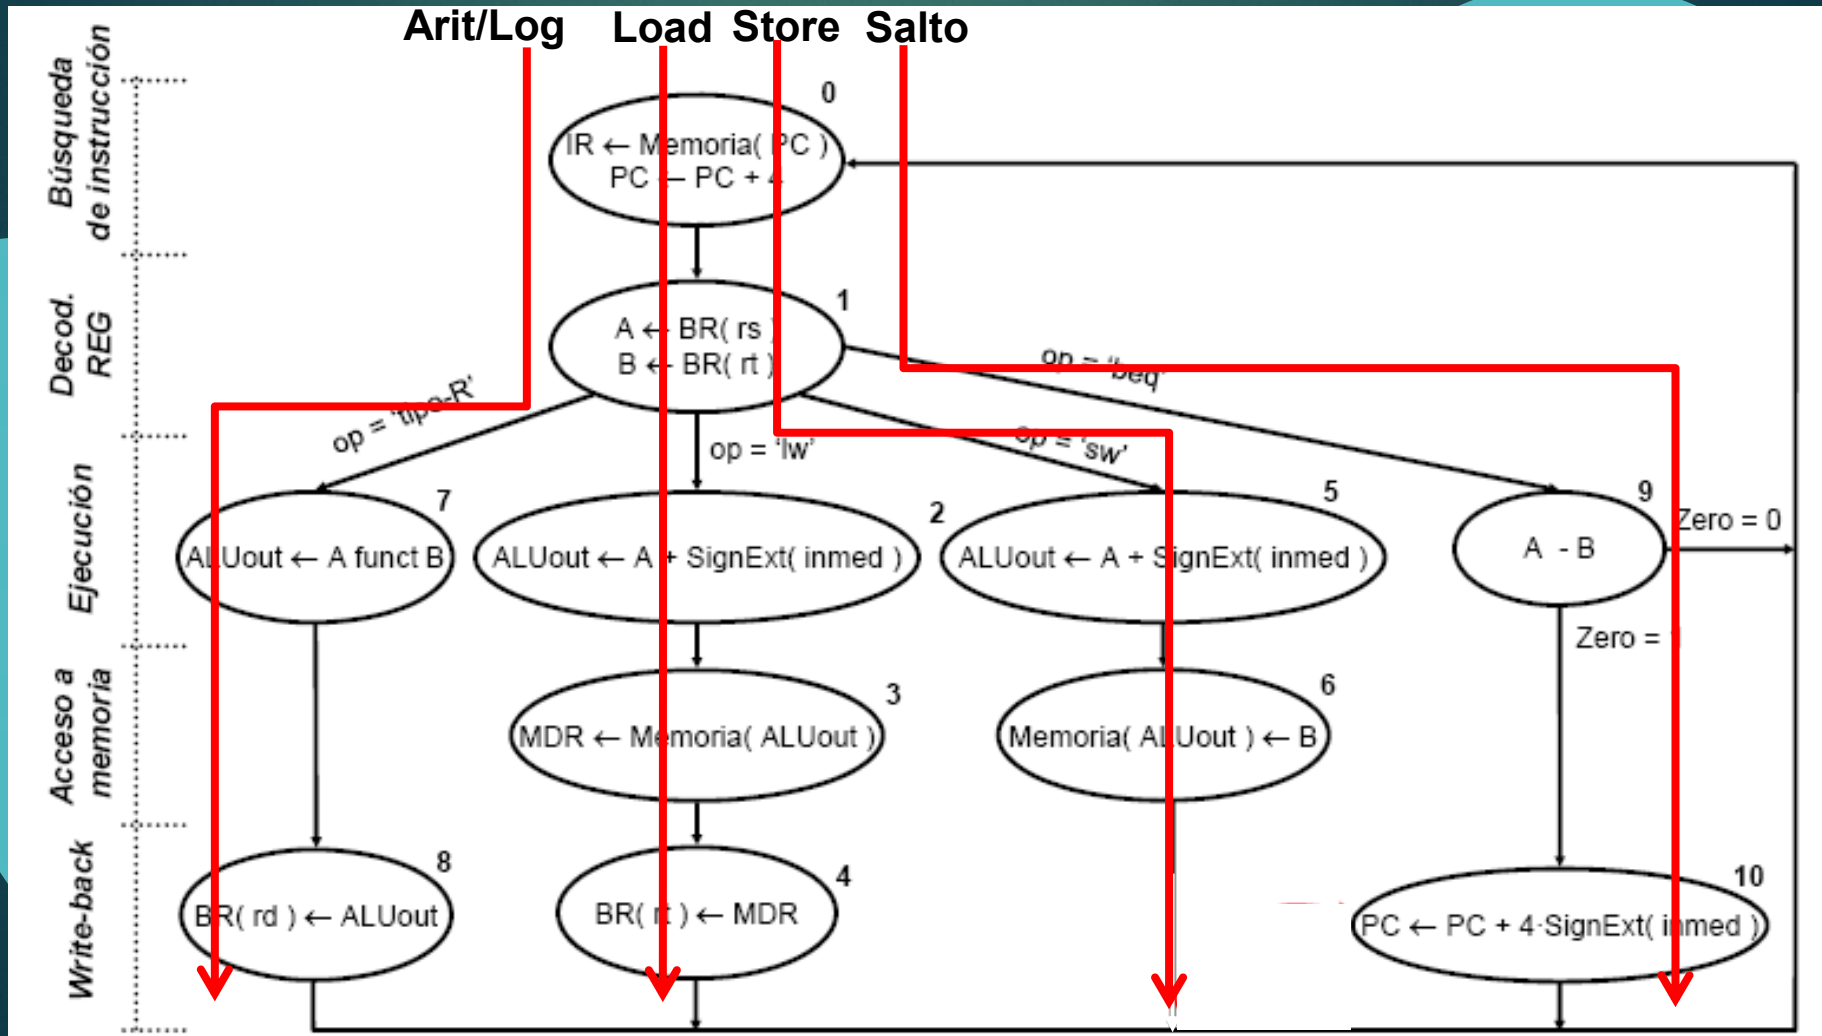 Arit/Log Load Store Salto
Búsqueda
de instrucción
0
IR ← Memoria( PC )
PC ← PC + 4
Decod.
REG
1
A ← BR( rs )
B ← BR( rt )
op = 'tipo-R'
op = 'lw'
op = 'sw'
op = 'beq'
Ejecución
7
ALUout ← A funct B
2
ALUout ← A + SignExt( inmed )
5
ALUout ← A + SignExt( inmed )
9
A - B
Zero = 0
Zero = 1
Acceso a
memoria
3
MDR ← Memoria( ALUout )
6
Memoria( ALUout ) ← B
Write-back
8
BR( rd ) ← ALUout
4
BR( rt ) ← MDR
10
PC ← PC + 4·SignExt( inmed )